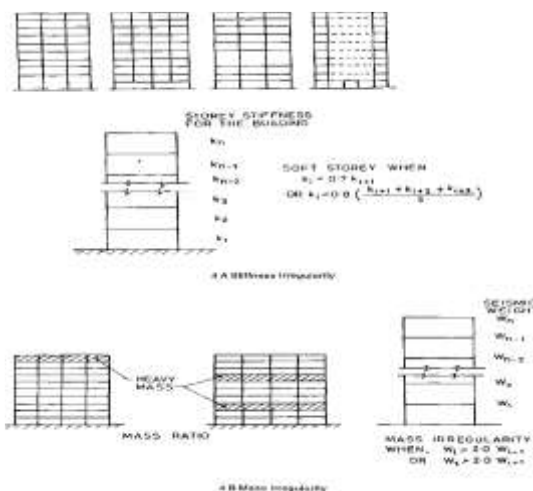 STOREY STIFFNESS
FOR THE BUILDING
kn
kn-1
kn-2
k3
k2
k1
SOFT STOREY WHEN
ki < 0.7 ki+1
OR ki < 0.8 ( ki+1 + ki+2 + ki+3 / 3 )
4 A Stiffness Irregularity
SEISMIC
WEIGHT
Wn
Wn-1
Wn-2
W2
W1
HEAVY
MASS
MASS RATIO
MASS IRREGULARITY
WHEN, Wi > 2.0 Wi-1
OR Wi > 2.0 Wi+1
4 B Mass Irregularity